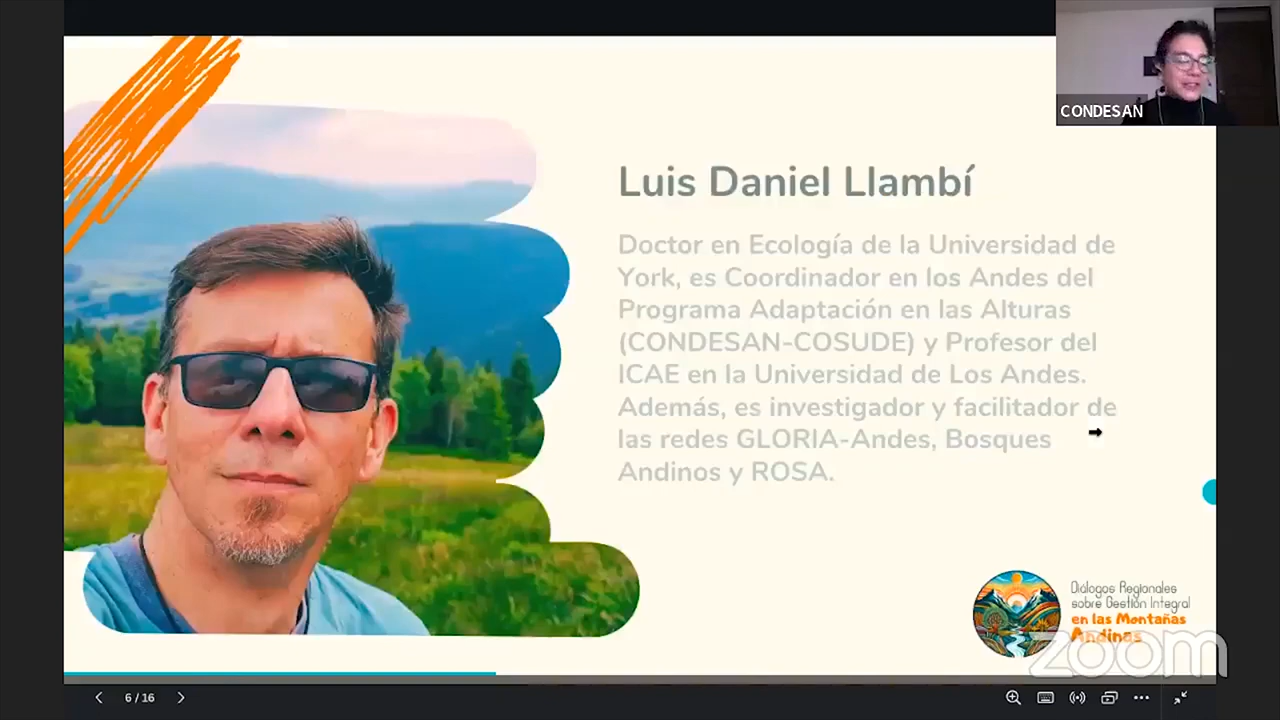 CONDESAN
Luis Daniel Llambí
Doctor en Ecología de la Universidad de
York, es Coordinador en los Andes del
Programa Adaptación en las Alturas
(CONDESAN-COSUDE) y Profesor del
ICAE en la Universidad de Los Andes.
Además, es investigador y facilitador de
las redes GLORIA-Andes, Bosques
Andinos y ROSA.
Diálogos Regionales
sobre Gestión Integral
en las Montañas
Andinas
zoom
6 / 16